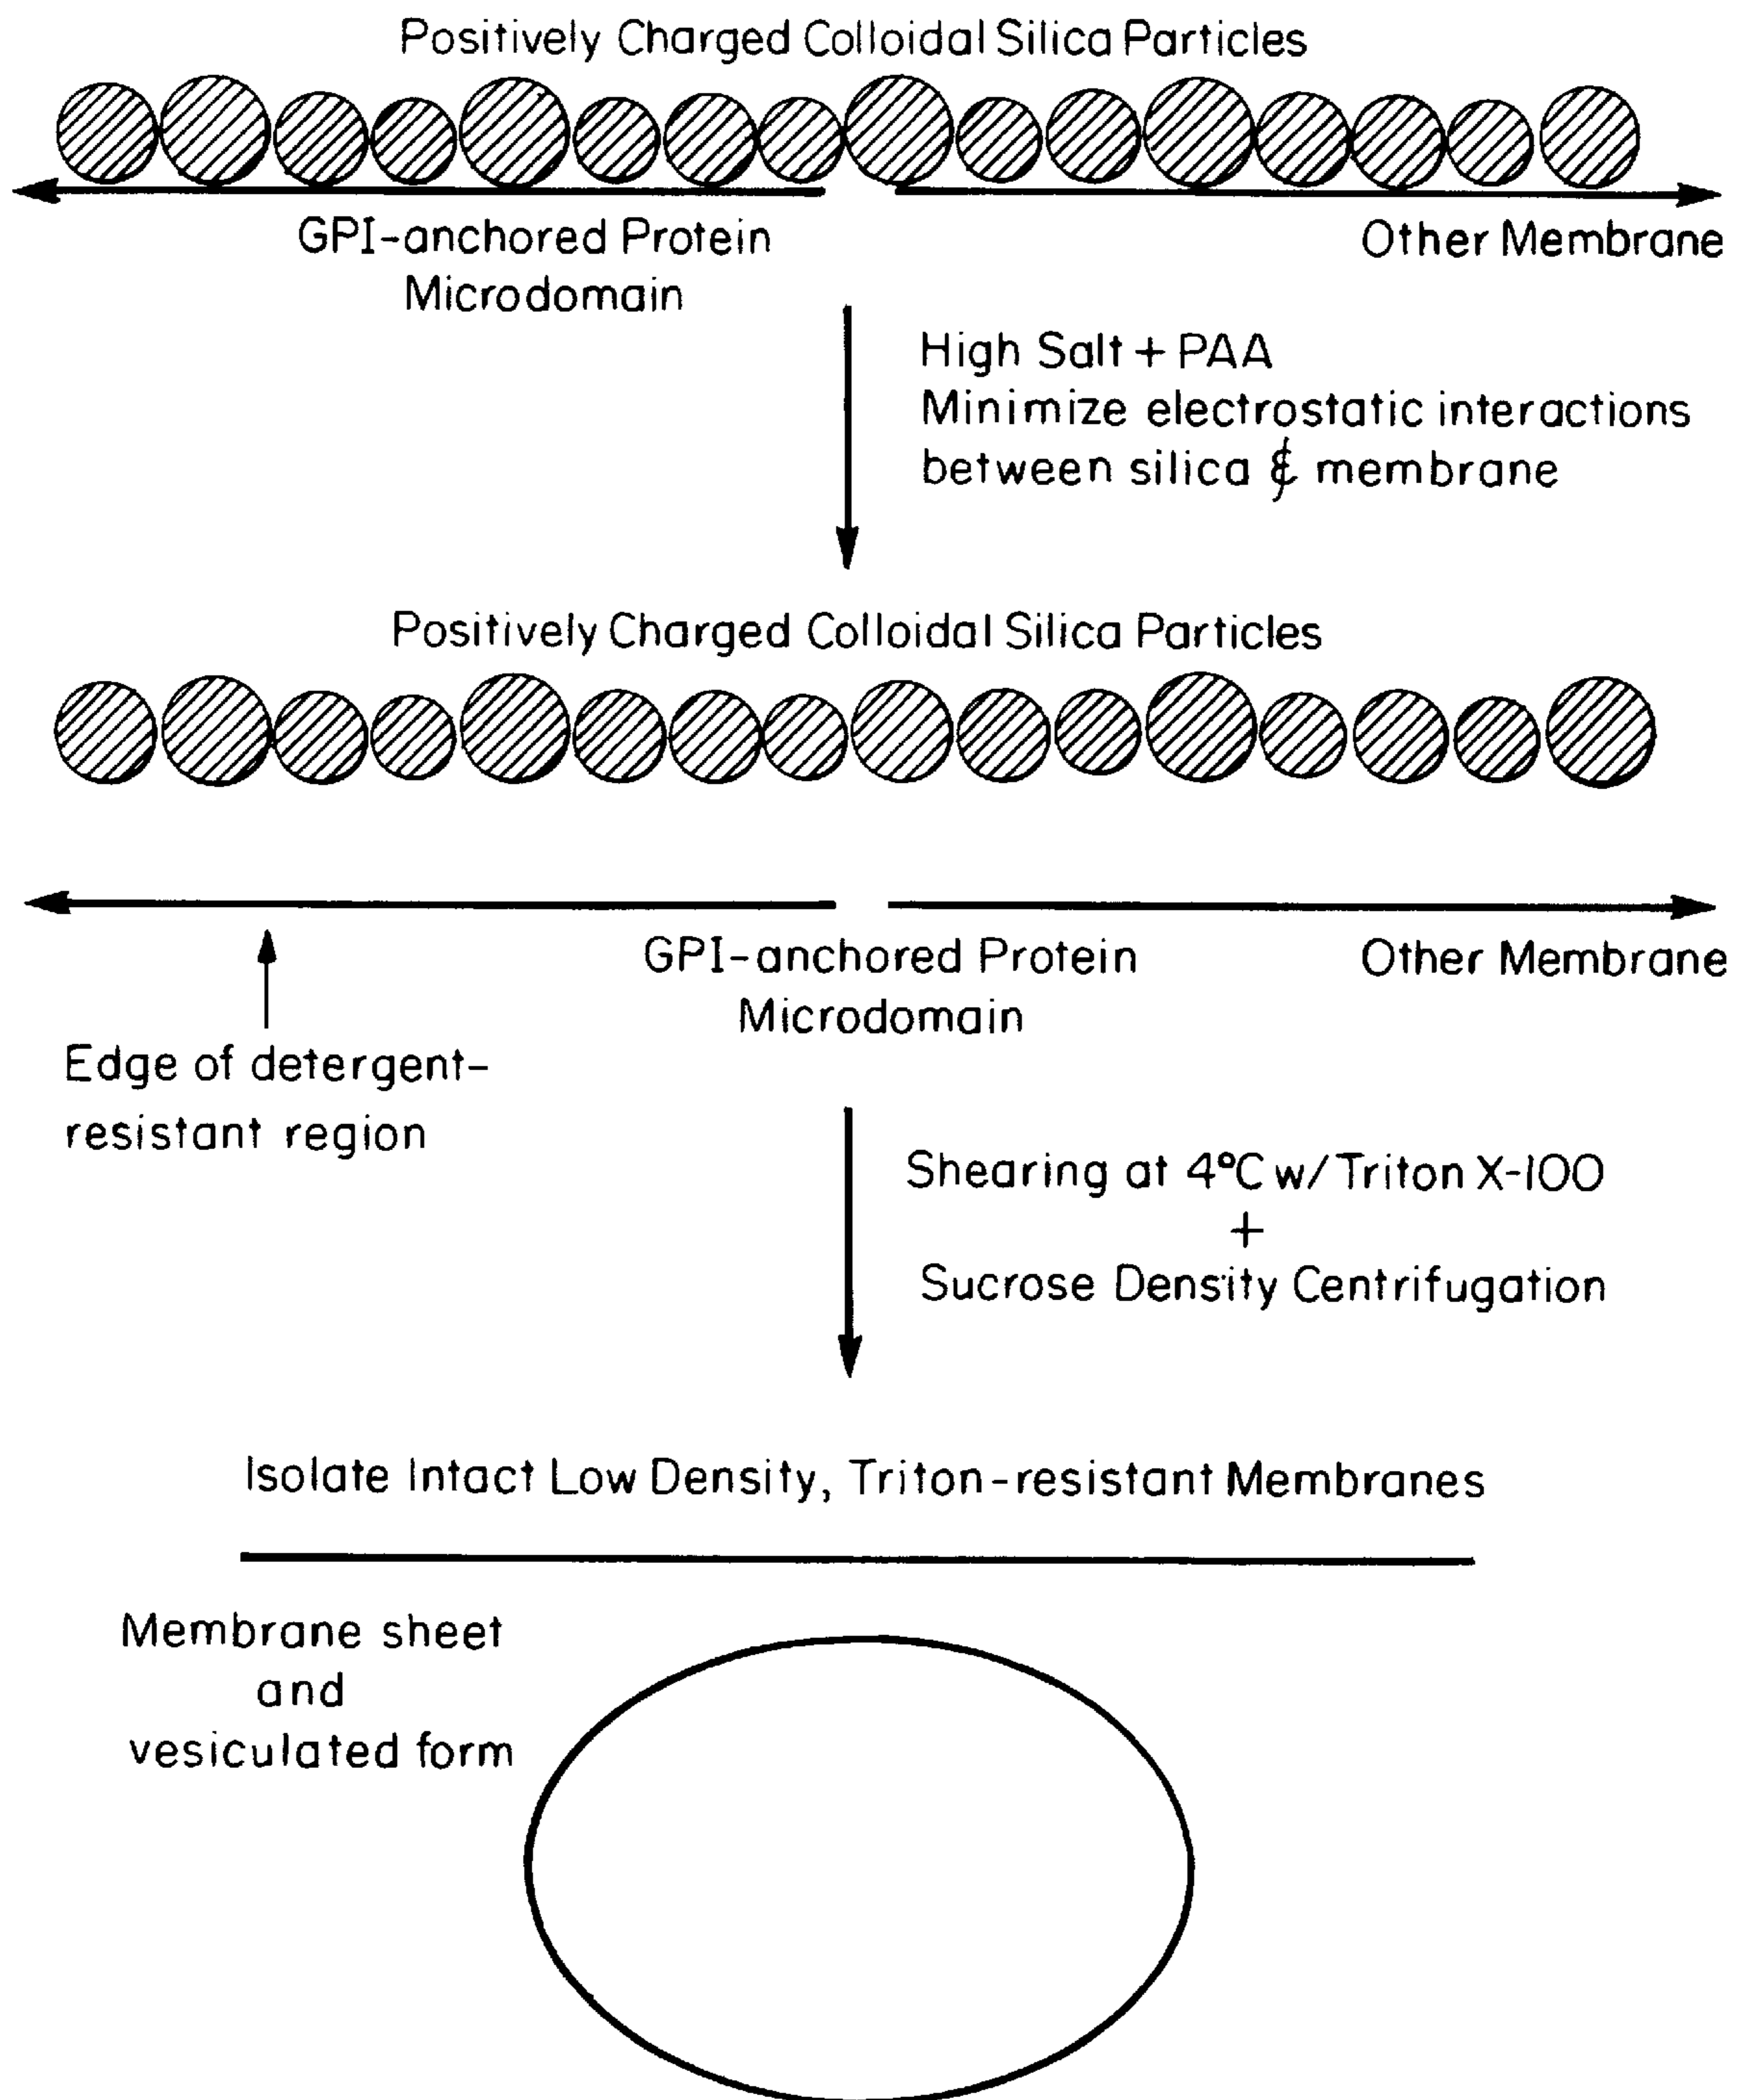 Positively Charged Colloidal Silica Particles
GPI-anchored Protein
Microdomain
Other Membrane
High Salt + PAA
Minimize electrostatic interactions
between silica & membrane
Positively Charged Colloidal Silica Particles
GPI-anchored Protein
Microdomain
Other Membrane
Edge of detergent-
resistant region
Shearing at 4°C w/Triton X-100
+
Sucrose Density Centrifugation
Isolate Intact Low Density, Triton-resistant Membranes
Membrane sheet
and
vesiculated form